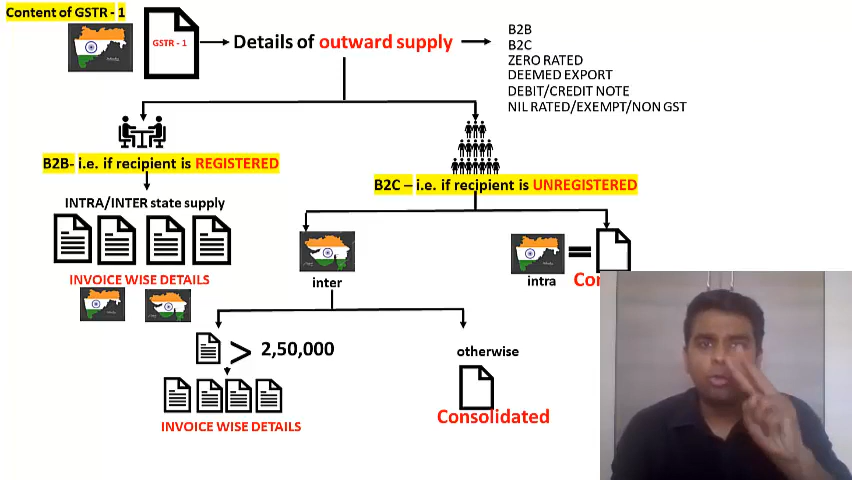 Content of GSTR - 1
GSTR - 1
Details of outward supply
B2B
B2C
ZERO RATED
DEEMED EXPORT
DEBIT/CREDIT NOTE
NIL RATED/EXEMPT/NON GST
B2B- i.e. if recipient is REGISTERED
B2C – i.e. if recipient is UNREGISTERED
INTRA/INTER state supply
INVOICE WISE DETAILS
inter
intra
=
> 2,50,000
otherwise
INVOICE WISE DETAILS
Consolidated